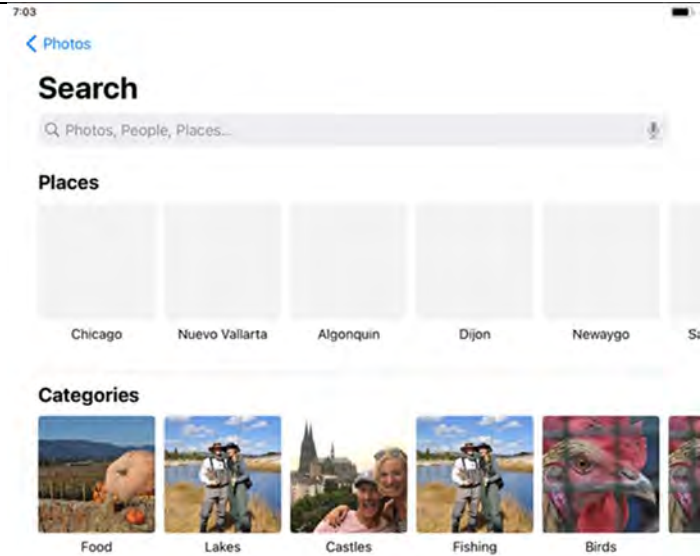 7:03
Photos
Search
Photos, People, Places...
Places
Chicago
Nuevo Vallarta
Algonquin
Dijon
Newaygo
Categories
Food
Lakes
Castles
Fishing
Birds